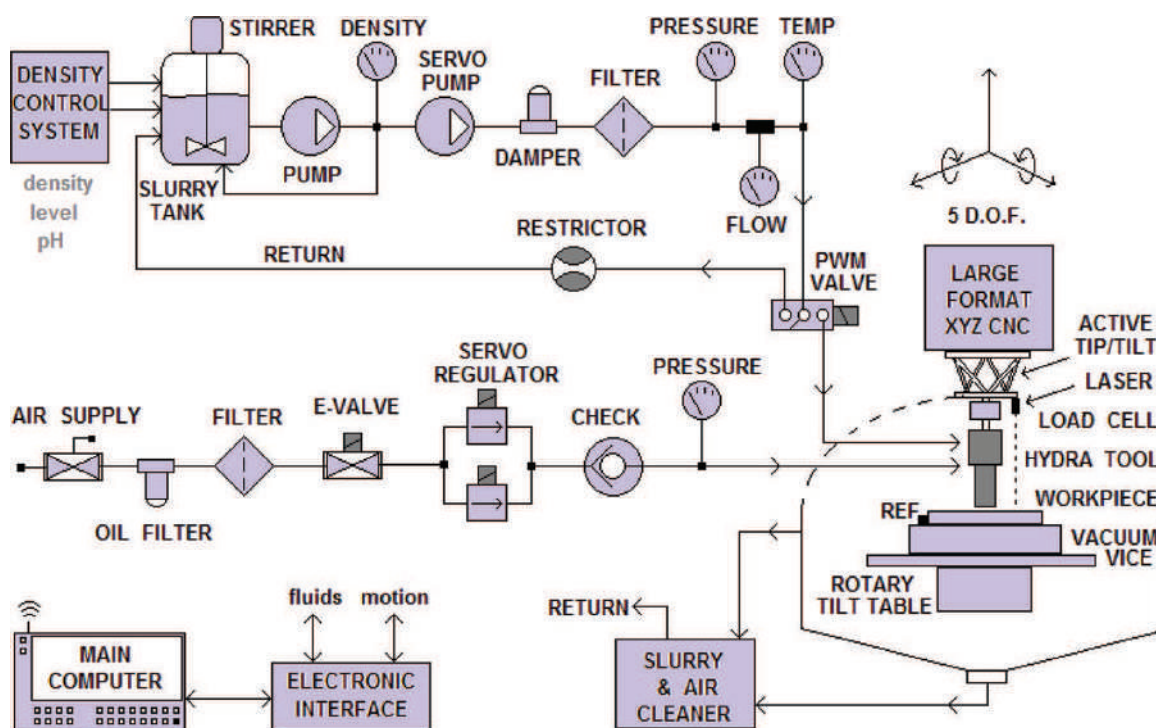 STIRRER
DENSITY
PRESSURE
TEMP
DENSITY
CONTROL
SYSTEM
SERVO
PUMP
FILTER
density
level
pH
SLURRY
TANK
PUMP
DAMPER
FLOW
5 D.O.F.
RETURN
RESTRICTOR
PWM
VALVE
LARGE
FORMAT
XYZ CNC
ACTIVE
TIP/TILT
LASER
LOAD CELL
HYDRA TOOL
WORKPIECE
REF
VACUUM
VICE
ROTARY
TILT TABLE
AIR SUPPLY
FILTER
E-VALVE
SERVO
REGULATOR
CHECK
PRESSURE
OIL FILTER
fluids
motion
RETURN
MAIN
COMPUTER
ELECTRONIC
INTERFACE
SLURRY
& AIR
CLEANER